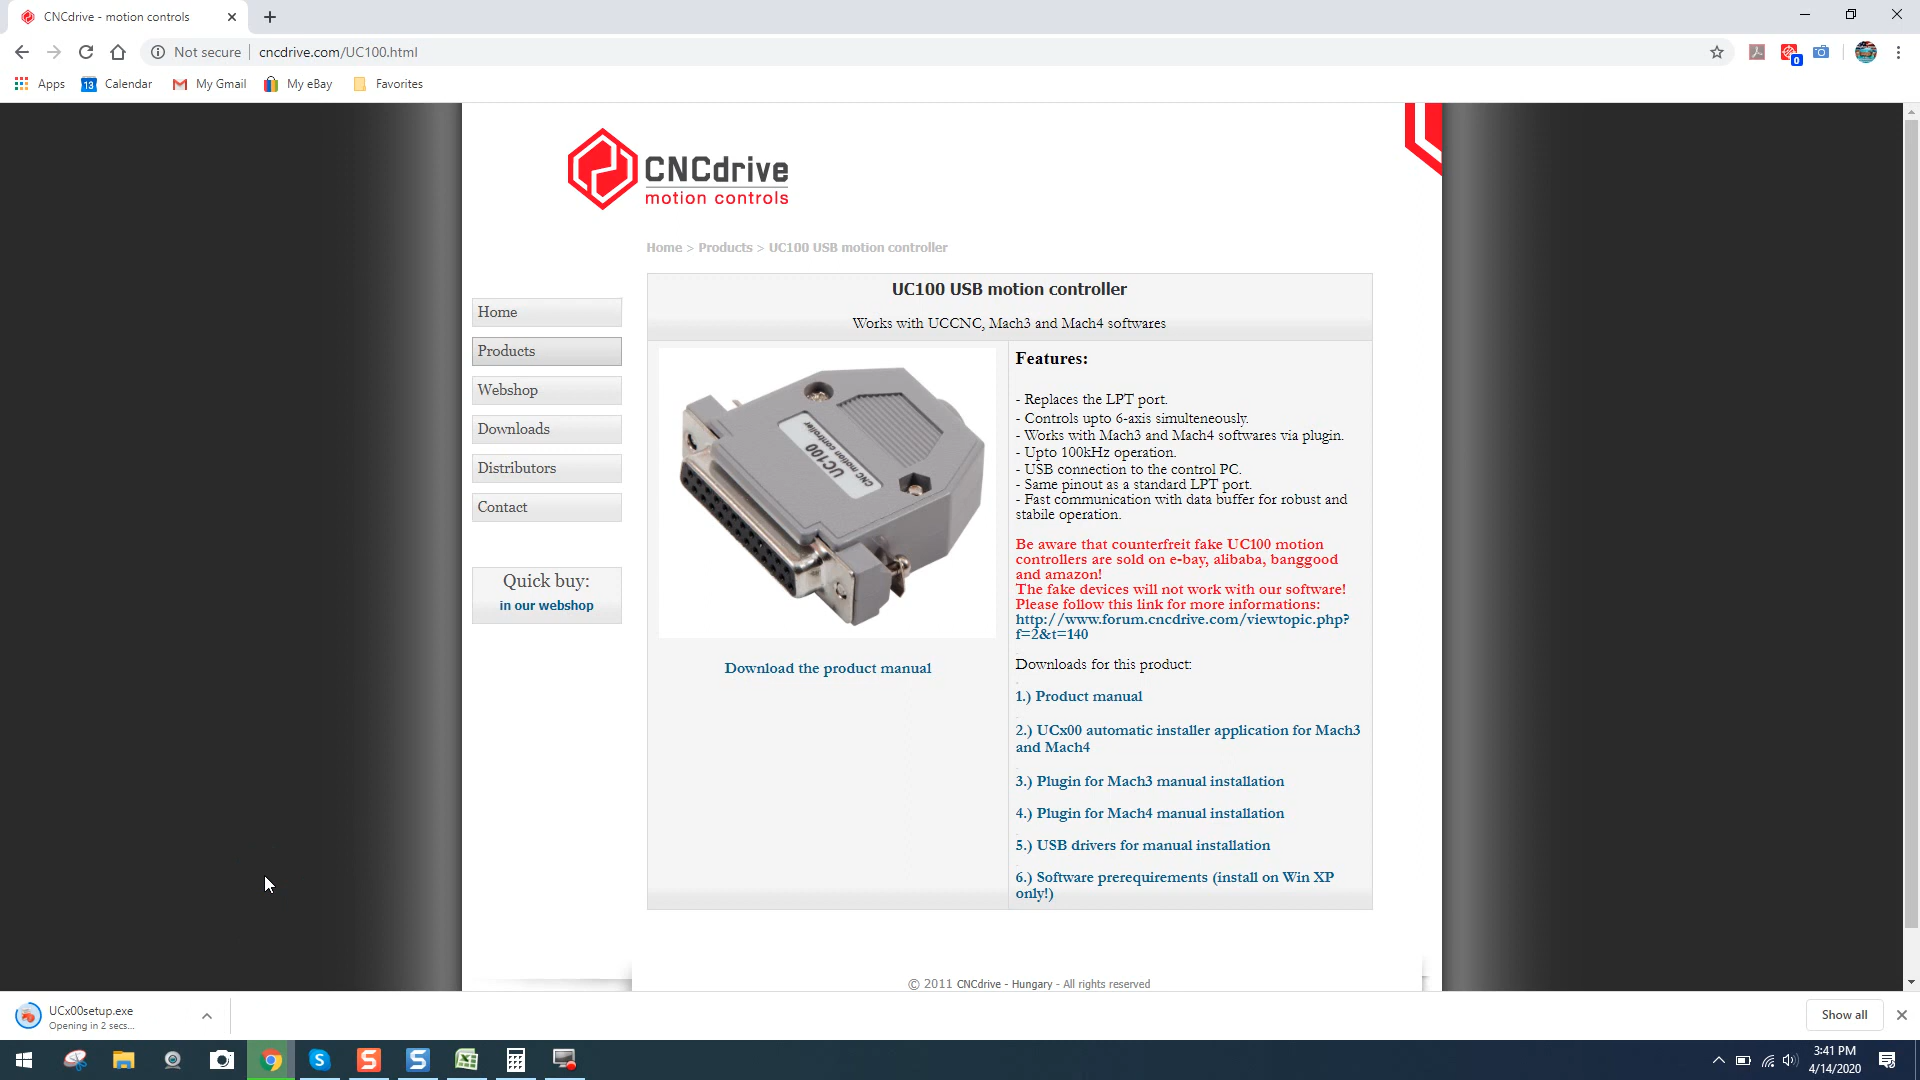 CNCdrive - motion controls
Not secure
cncdrive.com/UC100.html
0
Apps
13
Calendar
My Gmail
My eBay
Favorites
CNCdrive
motion controls
Home > Products > UC100 USB motion controller
Home
Products
Webshop
Downloads
Distributors
Contact
Quick buy:
in our webshop
UC100 USB motion controller
Works with UCCNC, Mach3 and Mach4 softwares
UC100
CNC motion controller
Download the product manual
Features:
- Replaces the LPT port.
- Controls upto 6-axis simulteneously.
- Works with Mach3 and Mach4 softwares via plugin.
- Upto 100kHz operation.
- USB connection to the control PC.
- Same pinout as a standard LPT port.
- Fast communication with data buffer for robust and
stabile operation.
Be aware that counterfreit fake UC100 motion
controllers are sold on e-bay, alibaba, banggood
and amazon!
The fake devices will not work with our software!
Please follow this link for more informations:
http://www.forum.cncdrive.com/viewtopic.php?
f=2&t=140
Downloads for this product:
1.) Product manual
2.) UCx00 automatic installer application for Mach3
and Mach4
3.) Plugin for Mach3 manual installation
4.) Plugin for Mach4 manual installation
5.) USB drivers for manual installation
6.) Software prerequirements (install on Win XP
only!)
© 2011 CNCdrive - Hungary - All rights reserved
UCx00setup.exe
Opening in 2 secs...
Show all
3:41 PM
4/14/2020